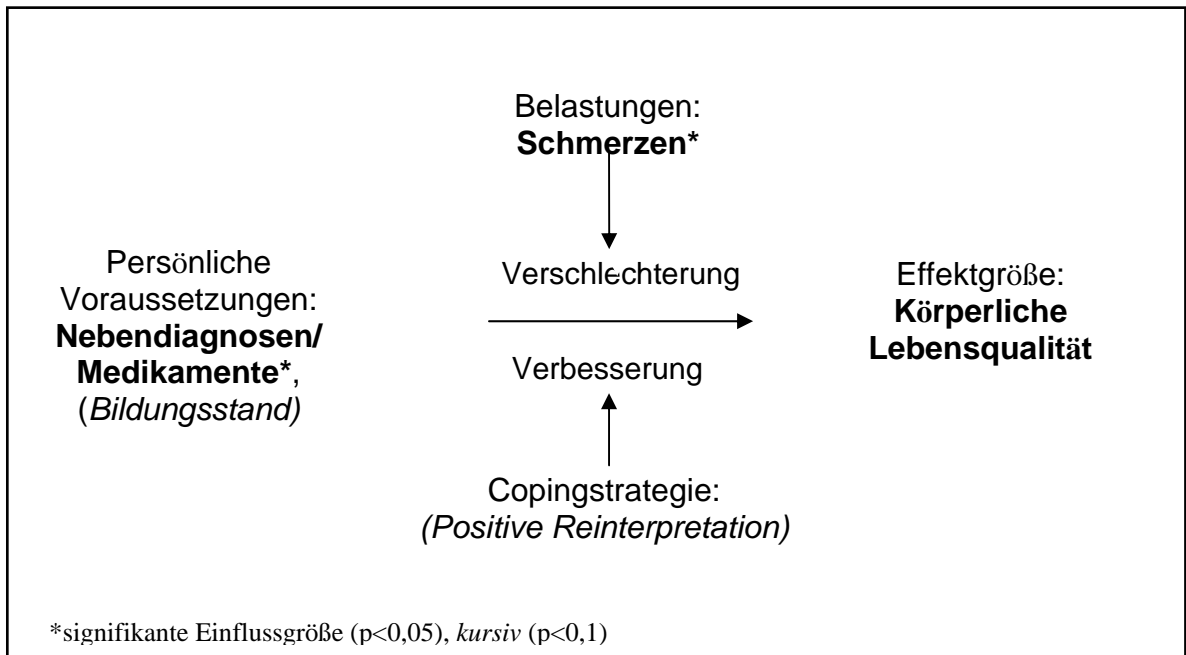 Belastungen:
Schmerzen*
Persönliche
Voraussetzungen:
Nebendiagnosen/
Medikamente*,
(Bildungsstand)
Verschlechterung
Verbesserung
Effektgröße:
Körperliche
Lebensqualität
Copingstrategie:
(Positive Reinterpretation)
*signifikante Einflussgröße (p<0,05), kursiv (p<0,1)